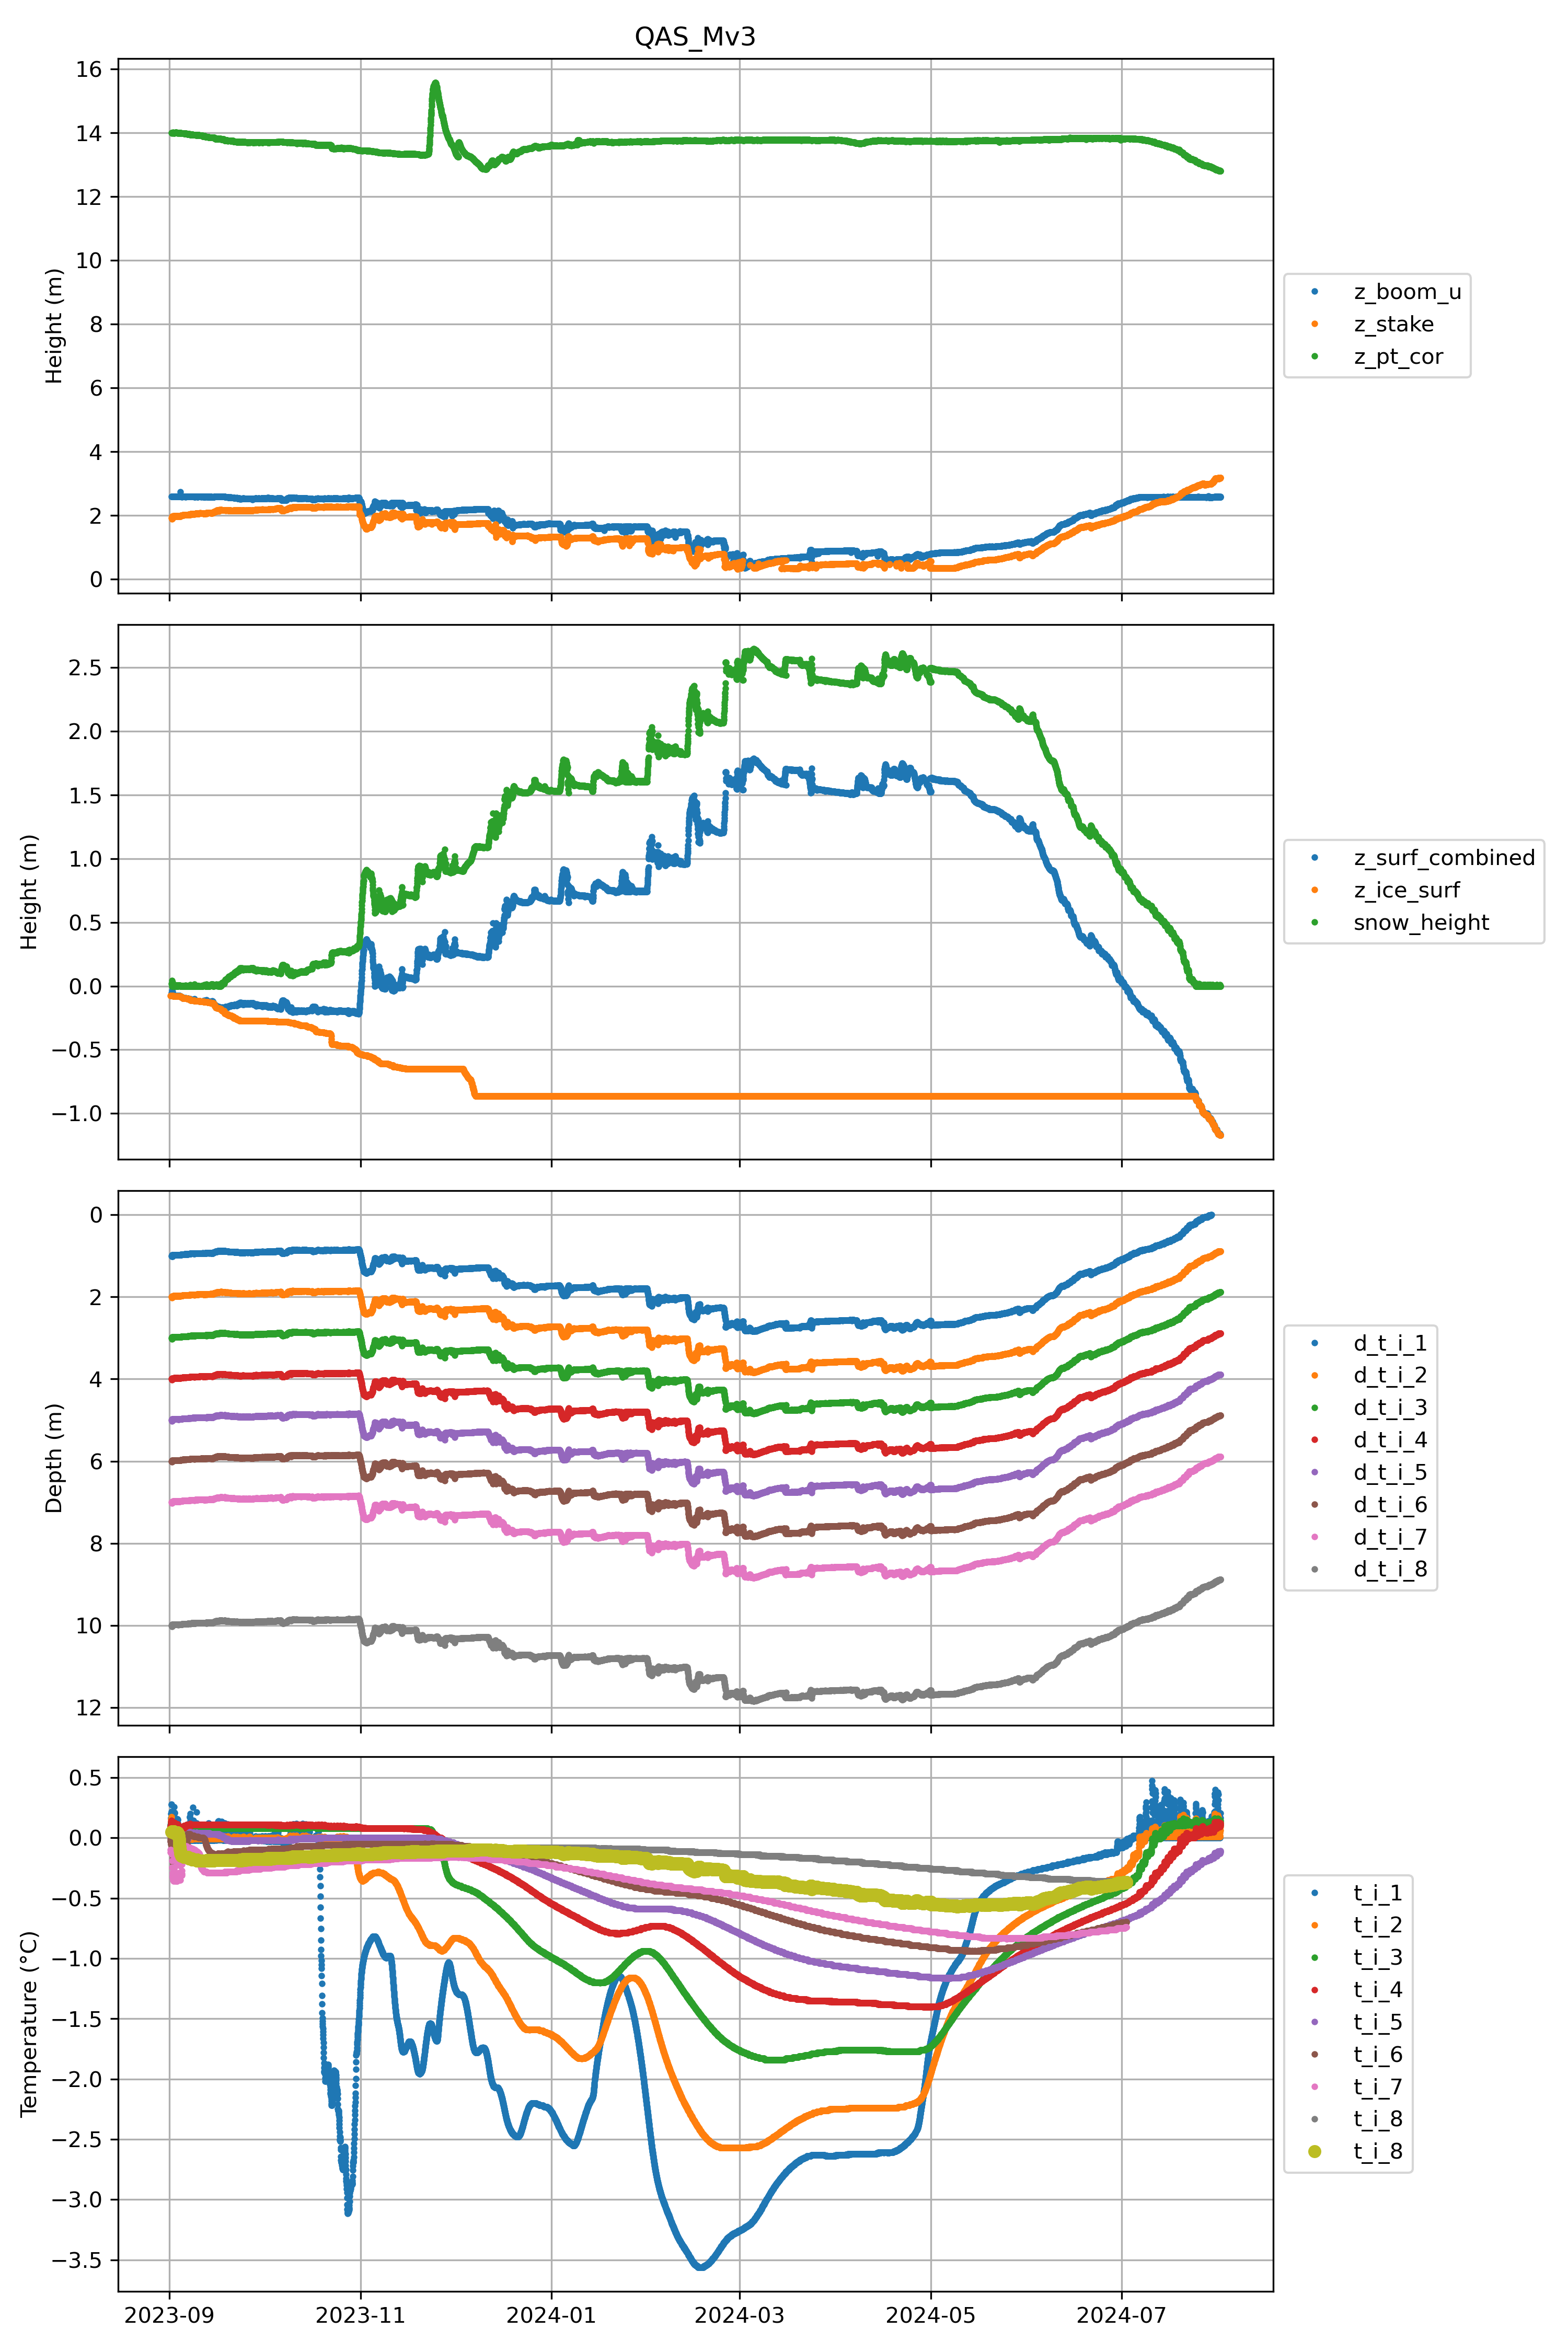 QAS_Mv3
16
14
12
10
8
6
4
2
0
Height (m)
z_boom_u
z_stake
z_pt_cor
2.5
2.0
1.5
1.0
0.5
0.0
−0.5
−1.0
Height (m)
z_surf_combined
z_ice_surf
snow_height
0
2
4
6
8
10
12
Depth (m)
d_t_i_1
d_t_i_2
d_t_i_3
d_t_i_4
d_t_i_5
d_t_i_6
d_t_i_7
d_t_i_8
0.5
0.0
−0.5
−1.0
−1.5
−2.0
−2.5
−3.0
−3.5
Temperature (°C)
t_i_1
t_i_2
t_i_3
t_i_4
t_i_5
t_i_6
t_i_7
t_i_8
t_i_8
2023-09 2023-11 2024-01 2024-03 2024-05 2024-07